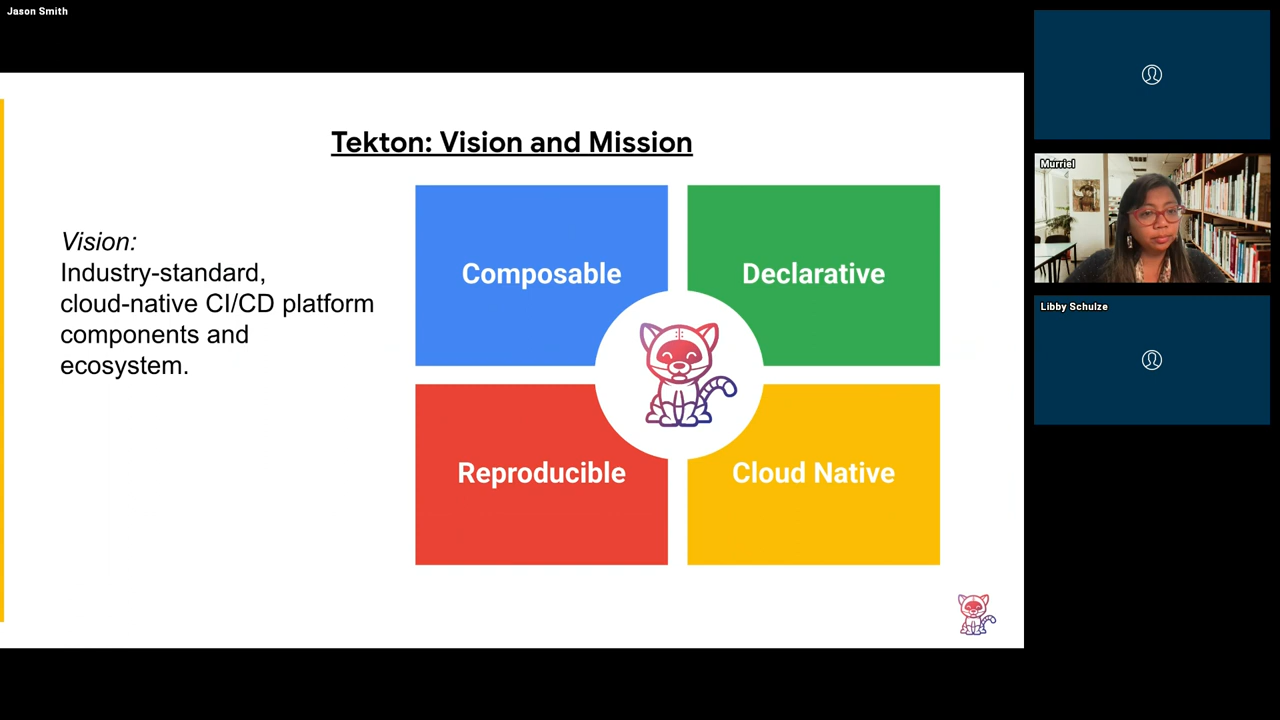 Jason Smith
Tekton: Vision and Mission
Vision:
Industry-standard,
cloud-native CI/CD platform
components and
ecosystem.
Composable
Declarative
Reproducible
Cloud Native
Murriel
Libby Schulze